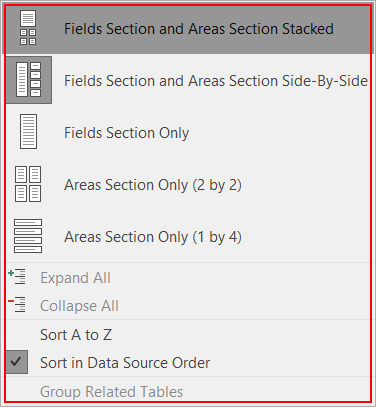 Fields Section and Areas Section Stacked
Fields Section and Areas Section Side-By-Side
Fields Section Only
Areas Section Only (2 by 2)
Areas Section Only (1 by 4)
Expand All
Collapse All
Sort A to Z
Sort in Data Source Order
Group Related Tables